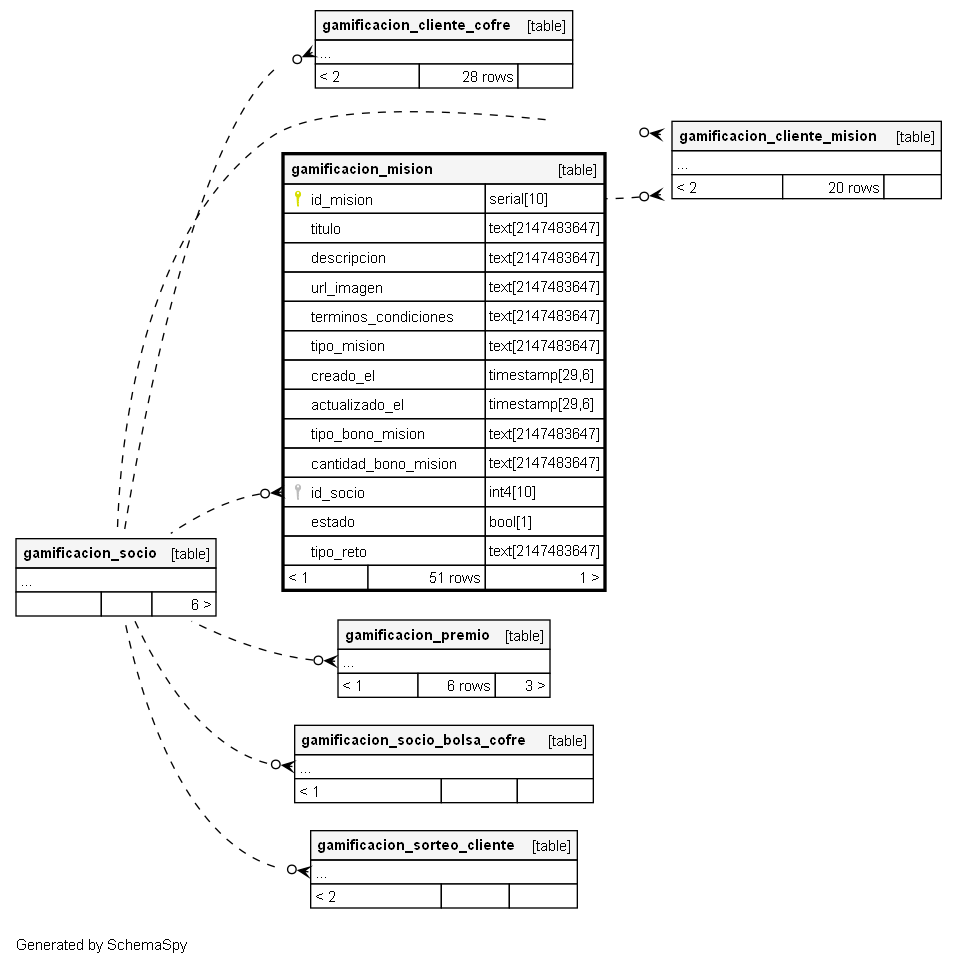 gamificacion_cliente_cofre [table]
...
< 2 28 rows
gamificacion_cliente_mision [table]
...
< 2 20 rows
gamificacion_mision [table]
id_mision serial[10]
titulo text[2147483647]
descripcion text[2147483647]
url_imagen text[2147483647]
terminos_condiciones text[2147483647]
tipo_mision text[2147483647]
creado_el timestamp[29,6]
actualizado_el timestamp[29,6]
tipo_bono_mision text[2147483647]
cantidad_bono_mision text[2147483647]
id_socio int4[10]
estado bool[1]
tipo_reto text[2147483647]
< 1 51 rows 1 >
gamificacion_socio [table]
...
6 >
gamificacion_premio [table]
...
< 1 6 rows 3 >
gamificacion_socio_bolsa_cofre [table]
...
< 1
gamificacion_sorteo_cliente [table]
...
< 2
Generated by SchemaSpy